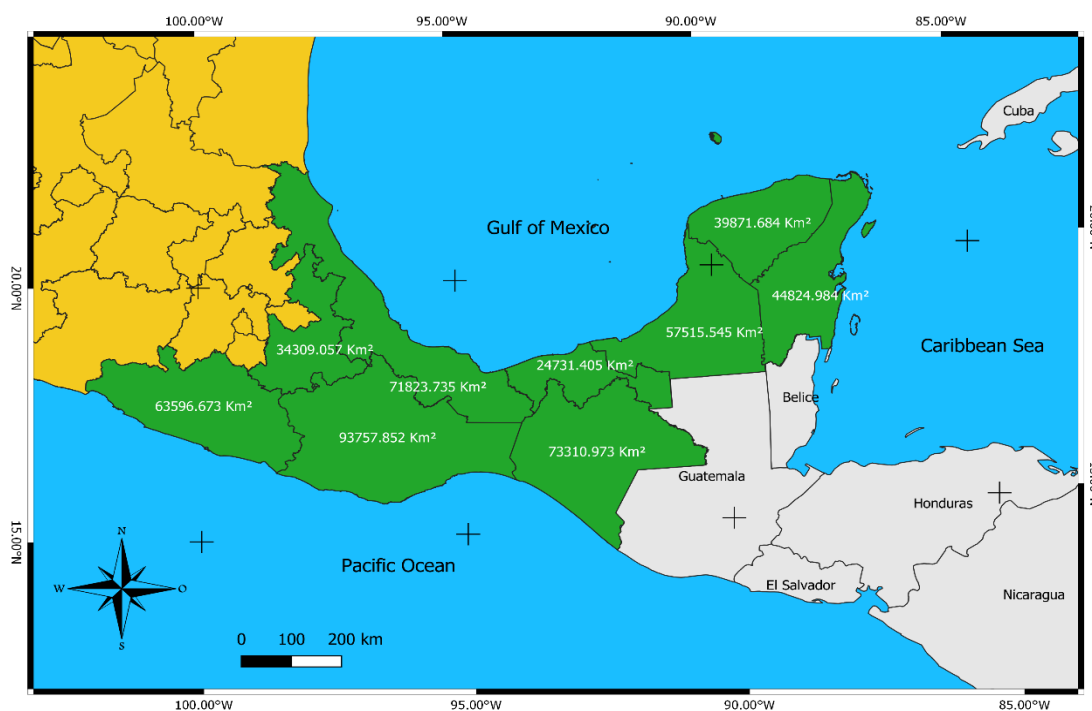 100.00°W 95.00°W 90.00°W 85.00°W
Cuba
39871.684 Km²
Gulf of Mexico
20.00°N
44824.984 Km²
57515.545 Km²
Caribbean Sea
34309.057 Km²
24731.405 Km²
71823.735 Km²
Belice
63596.673 Km²
93757.852 Km²
73310.973 Km²
Guatemala
Honduras
15.00°N
N
Pacific Ocean
El Salvador
W O
Nicaragua
S
0 100 200 km
100.00°W 95.00°W 90.00°W 85.00°W